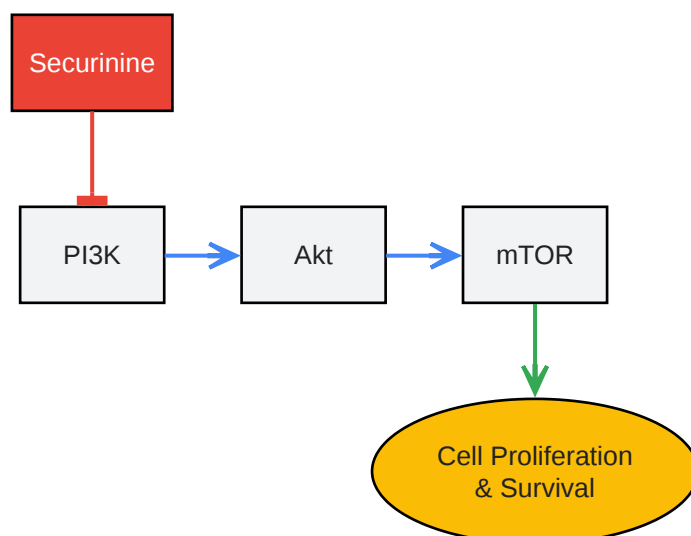 Securinine
PI3K
Akt
mTOR
Cell Proliferation
& Survival